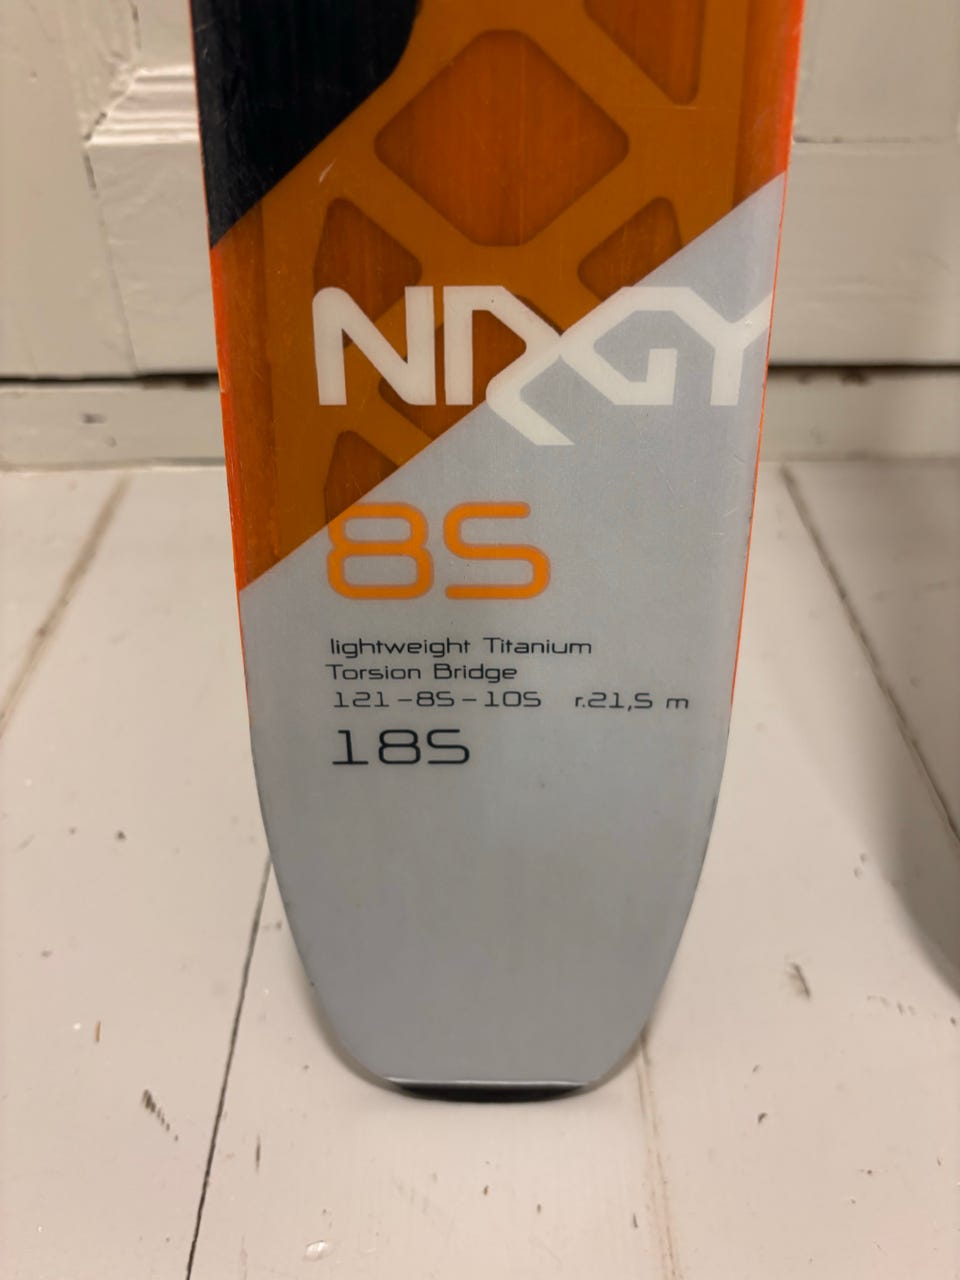 NRGY
85
lightweight Titanium
Torsion Bridge
121-85-105 r.21,5 m
185